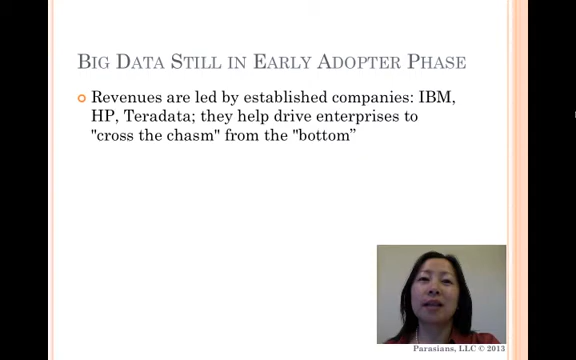 BIG DATA STILL IN EARLY ADOPTER PHASE
Revenues are led by established companies: IBM,
HP, Teradata; they help drive enterprises to
"cross the chasm" from the "bottom”
Parasians, LLC © 2013